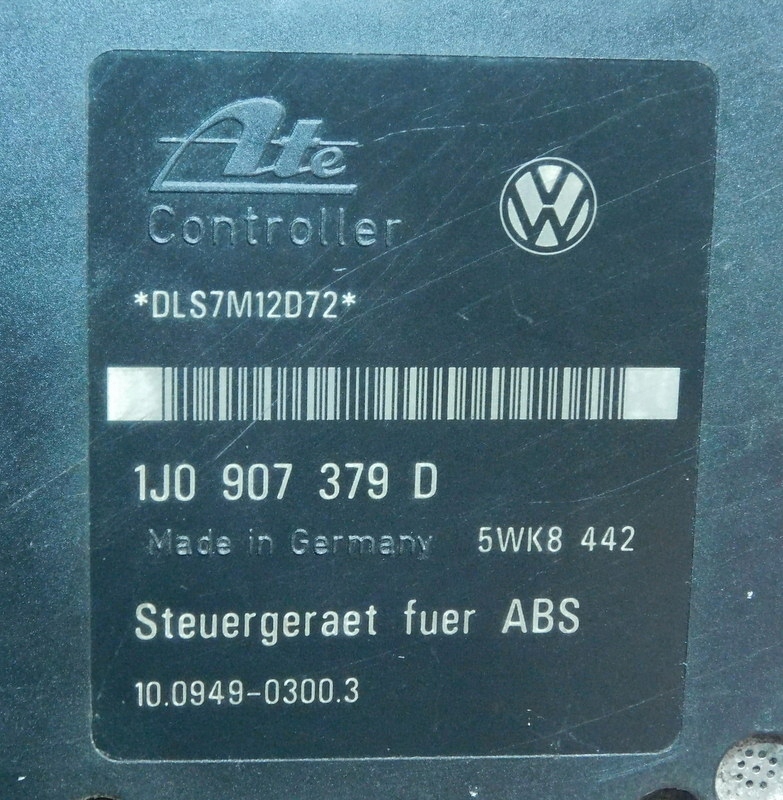 Ate
Controller
*DLS7M12D72*
1J0 907 379 D
Made in Germany 5WK8 442
Steuergeraet fuer ABS
10.0949-0300.3